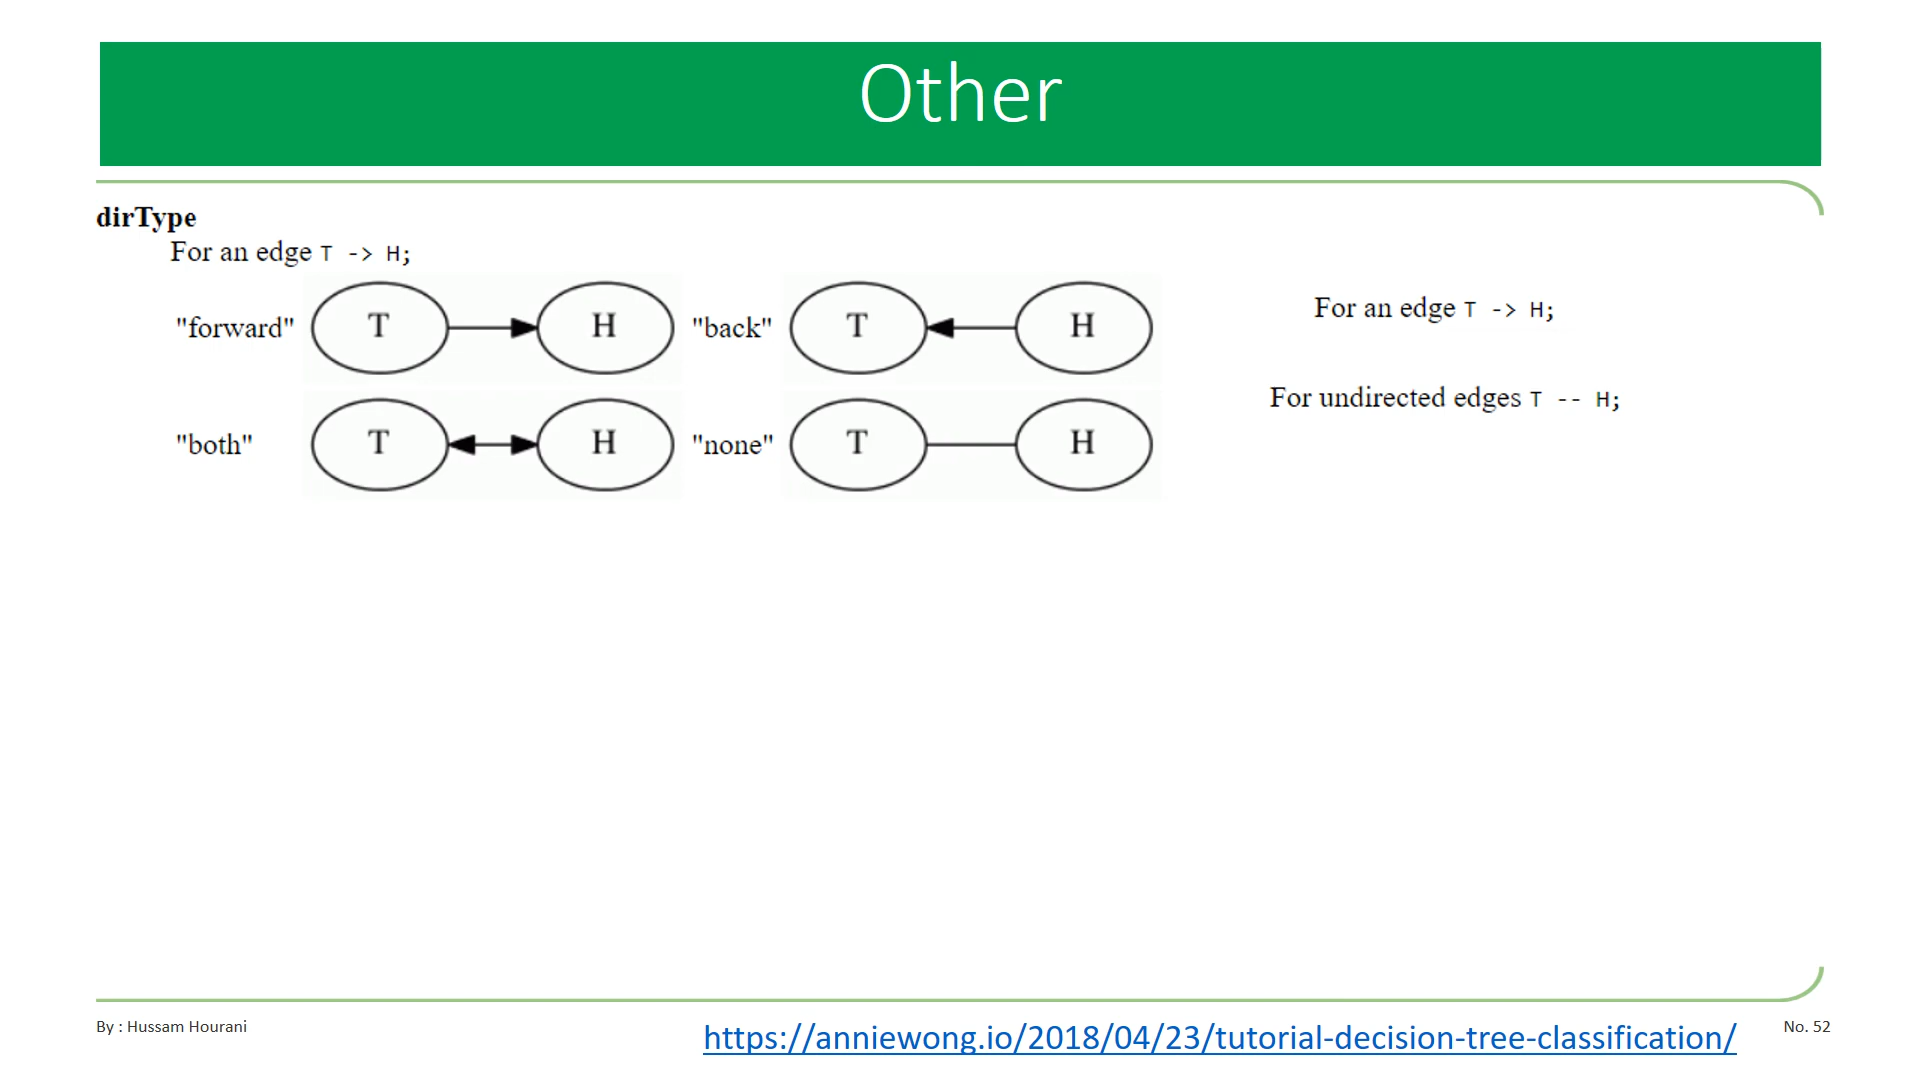 Other
dirType
For an edge T -> H;
"forward" T H "back" T H
"both" T H "none" T H
For an edge T -> H;
For undirected edges T -- H;
By : Hussam Hourani
https://anniewong.io/2018/04/23/tutorial-decision-tree-classification/
No. 52